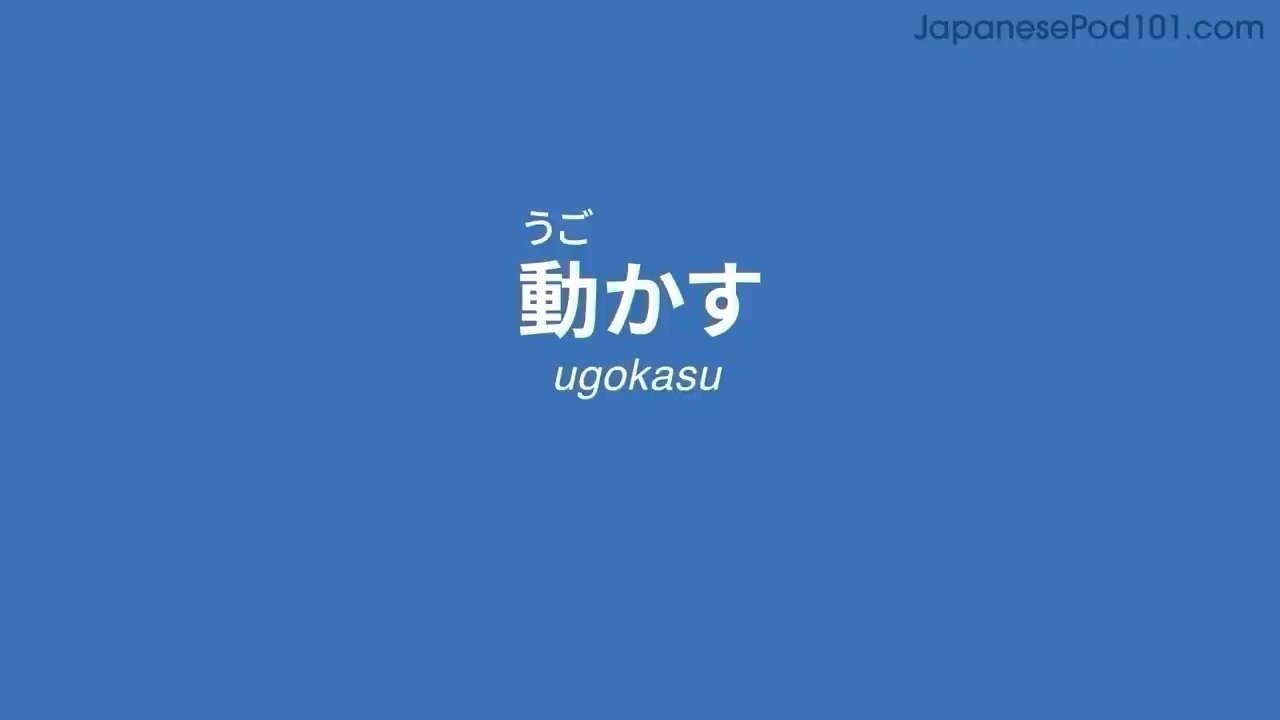 JapanesePod101.com
うご
動かす
ugokasu